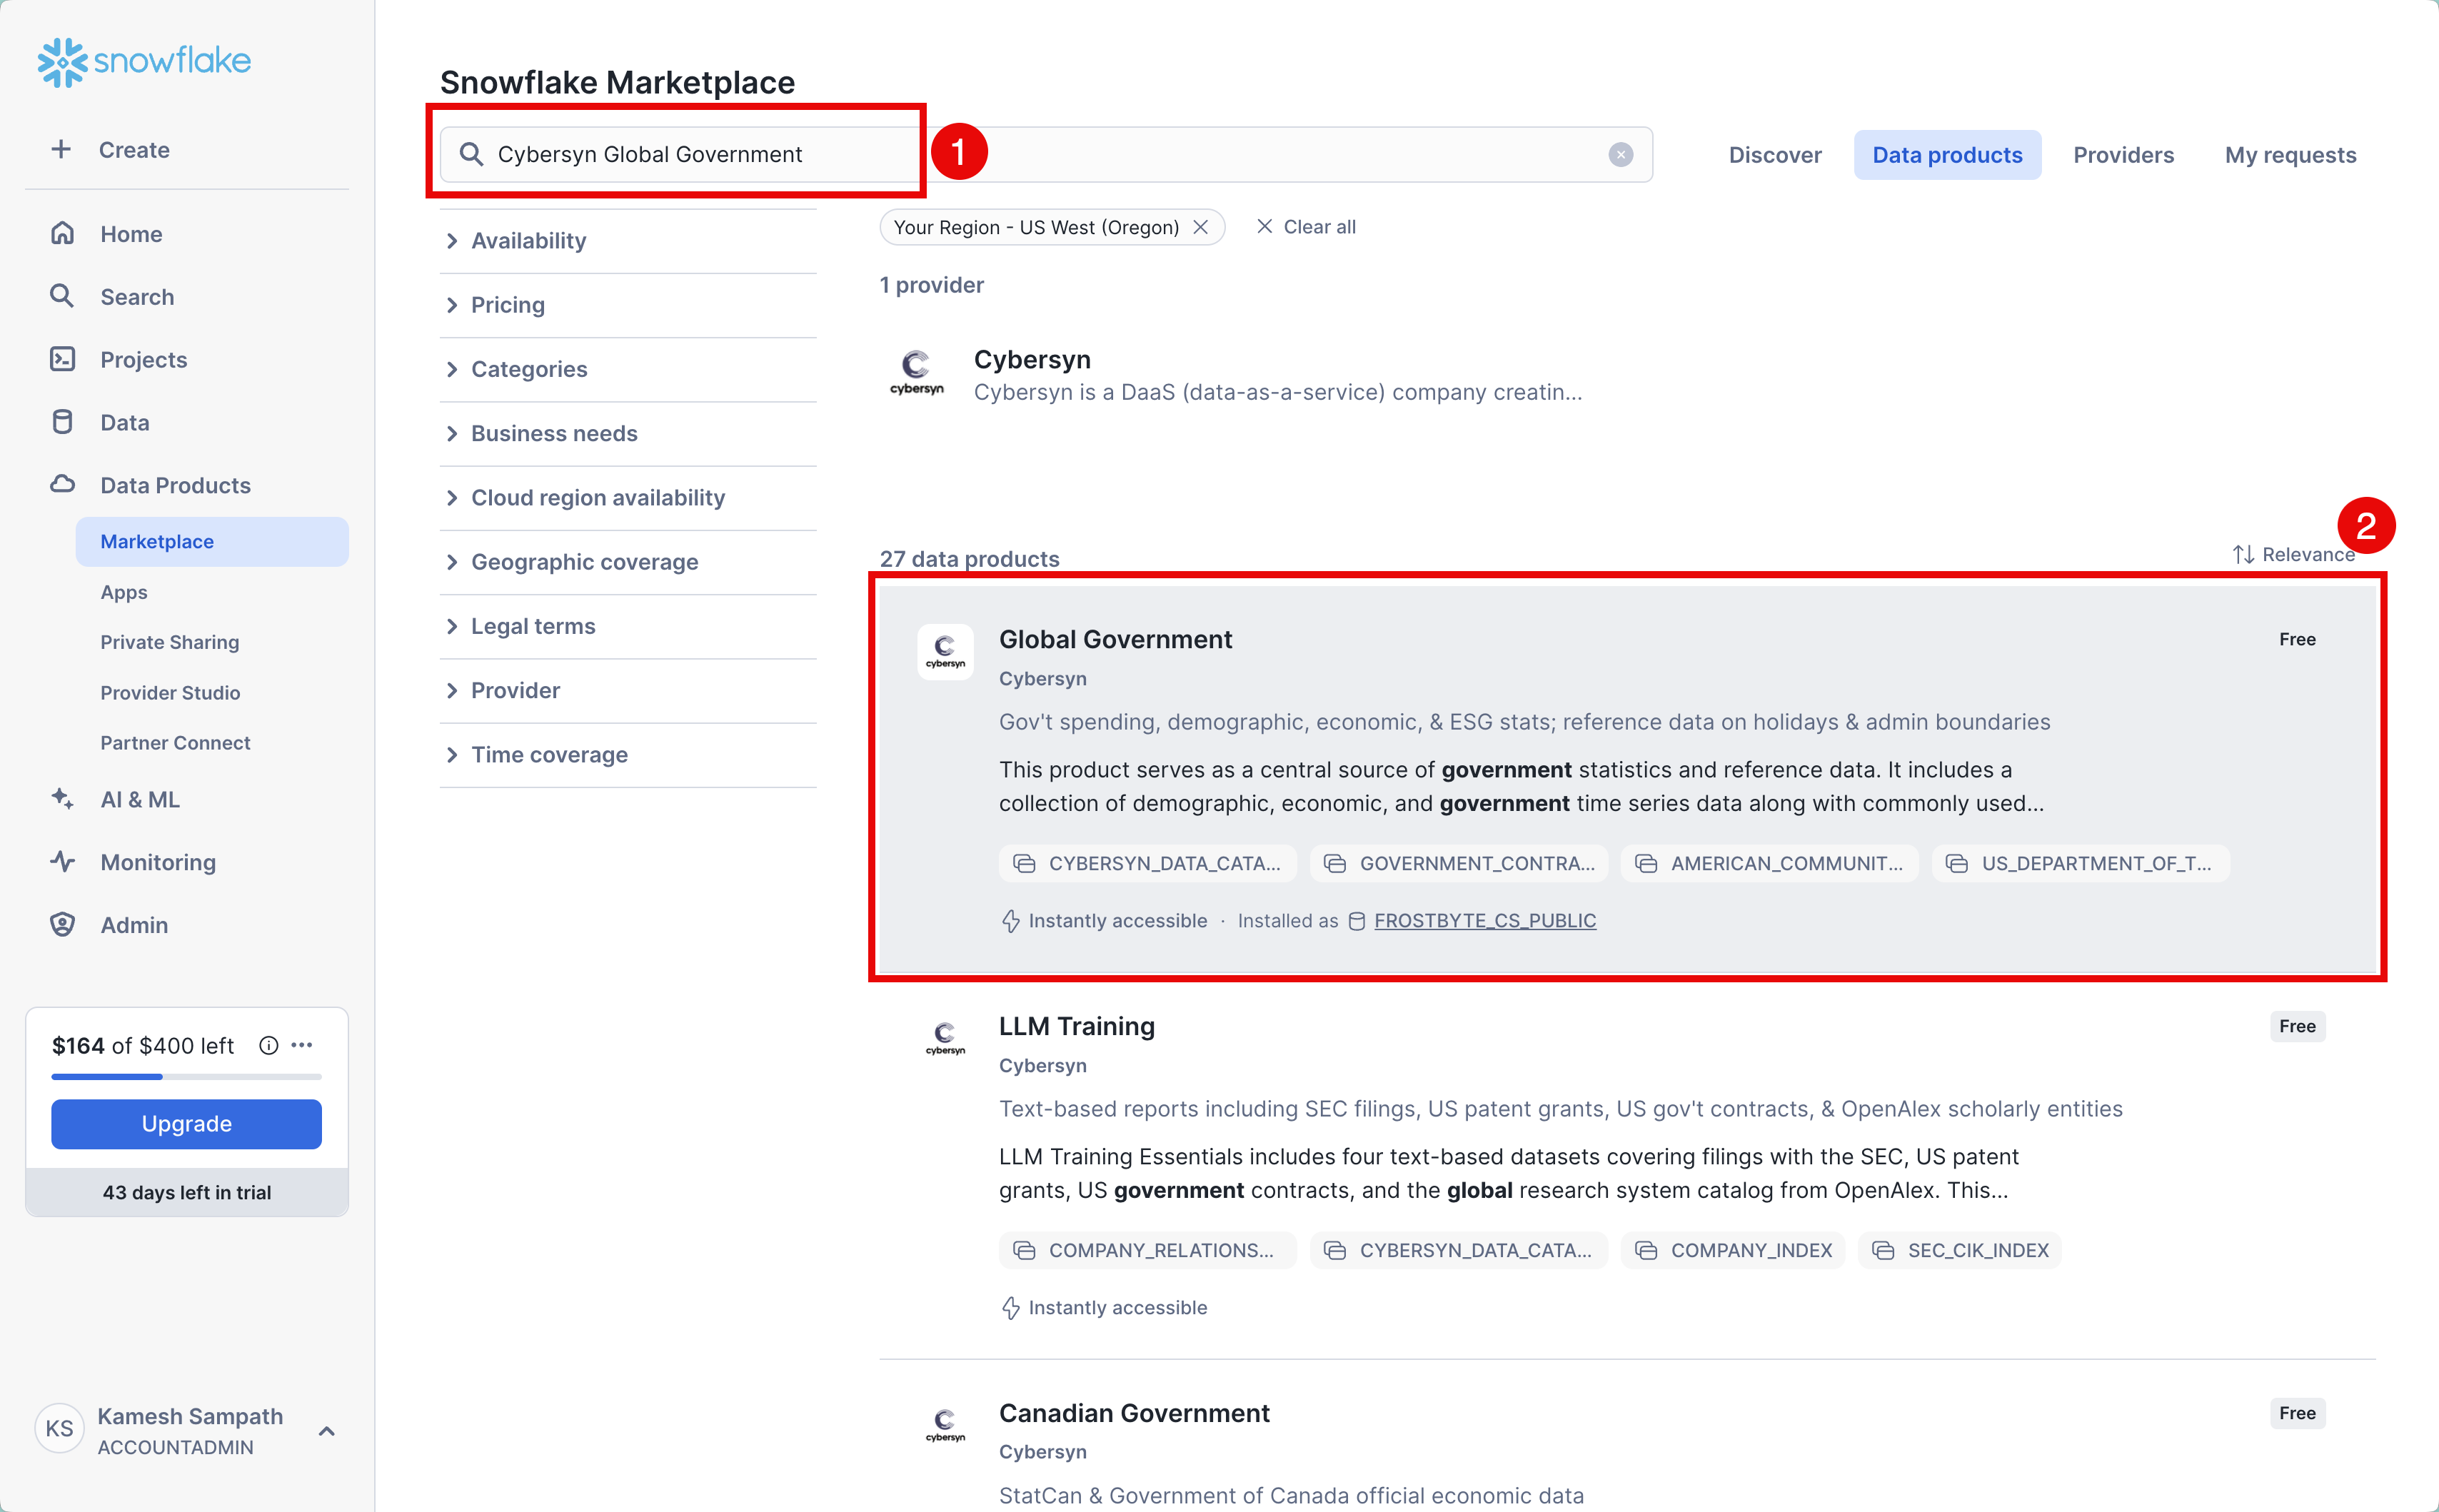 snowflake
Create
Home
Search
Projects
Data
Data Products
Marketplace
Apps
Private Sharing
Provider Studio
Partner Connect
AI & ML
Monitoring
Admin
$164 of $400 left
Upgrade
43 days left in trial
KS
Kamesh Sampath
ACCOUNTADMIN
Snowflake Marketplace
Cybersyn Global Government
1
Discover
Data products
Providers
My requests
Availability
Pricing
Categories
Business needs
Cloud region availability
Geographic coverage
Legal terms
Provider
Time coverage
Your Region - US West (Oregon)
Clear all
1 provider
cybersyn
Cybersyn
Cybersyn is a DaaS (data-as-a-service) company creatin...
27 data products
Relevance
2
cybersyn
Global Government
Free
Cybersyn
Gov't spending, demographic, economic, & ESG stats; reference data on holidays & admin boundaries
This product serves as a central source of government statistics and reference data. It includes a
collection of demographic, economic, and government time series data along with commonly used...
CYBERSYN_DATA_CATA...
GOVERNMENT_CONTRA...
AMERICAN_COMMUNIT...
US_DEPARTMENT_OF_T...
Instantly accessible · Installed as FROSTBYTE_CS_PUBLIC
cybersyn
LLM Training
Free
Cybersyn
Text-based reports including SEC filings, US patent grants, US gov't contracts, & OpenAlex scholarly entities
LLM Training Essentials includes four text-based datasets covering filings with the SEC, US patent
grants, US government contracts, and the global research system catalog from OpenAlex. This...
COMPANY_RELATIONS...
CYBERSYN_DATA_CATA...
COMPANY_INDEX
SEC_CIK_INDEX
Instantly accessible
cybersyn
Canadian Government
Free
Cybersyn
StatCan & Government of Canada official economic data